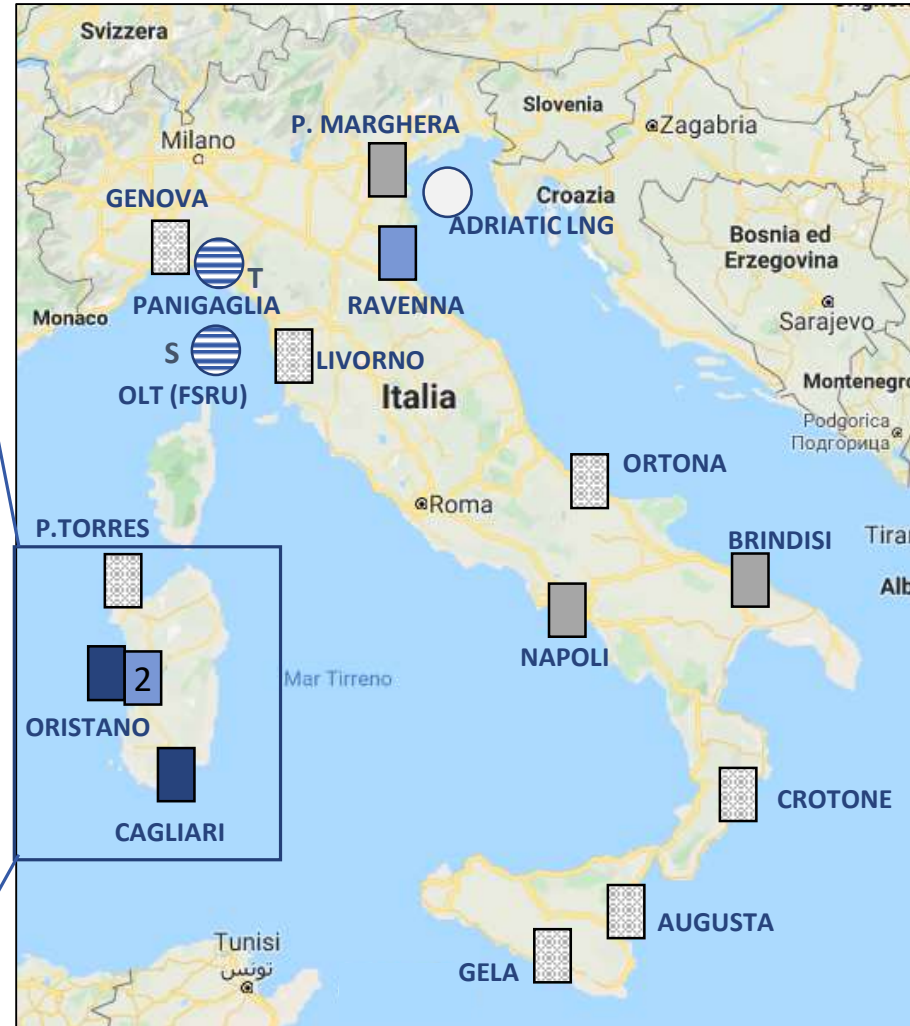 Svizzera
Slovenia
P. MARGHERA
Zagabria
Milano
GENOVA
Croazia
ADRIATIC LNG
Bosnia ed
Erzegovina
T
PANIGAGLIA
RAVENNA
Monaco
Sarajevo
S
LIVORNO
OLT (FSRU)
Italia
Montenegro
Podgorica
Подгорица
ORTONA
Roma
P.TORRES
BRINDISI
Tiran
Alb
NAPOLI
2
Mar Tirreno
ORISTANO
CROTONE
CAGLIARI
AUGUSTA
Tunisi
تونس
GELA